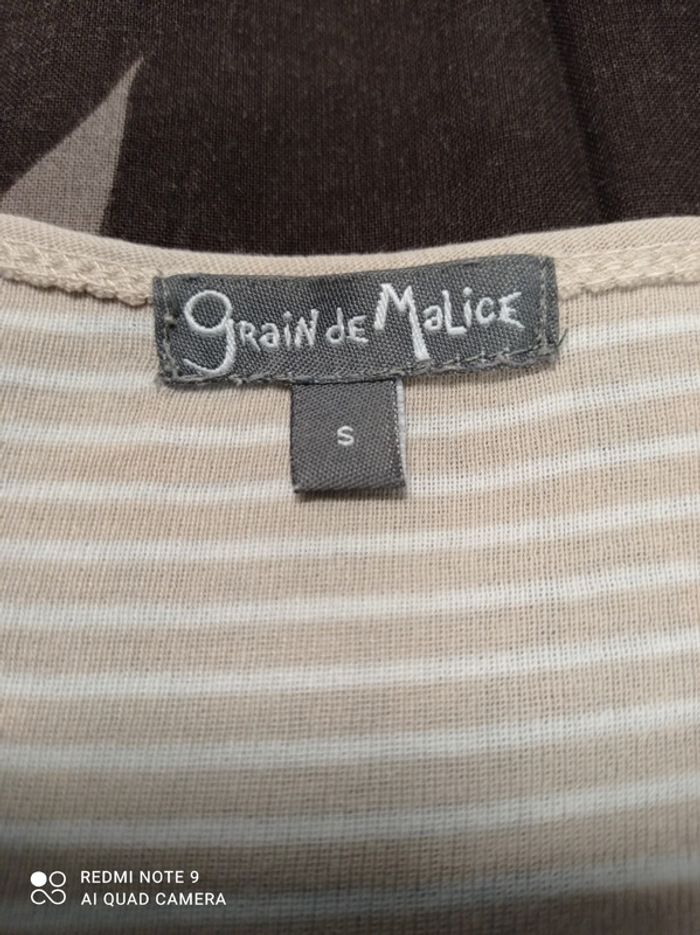 grain de Malice
S
REDMI NOTE 9
AI QUAD CAMERA